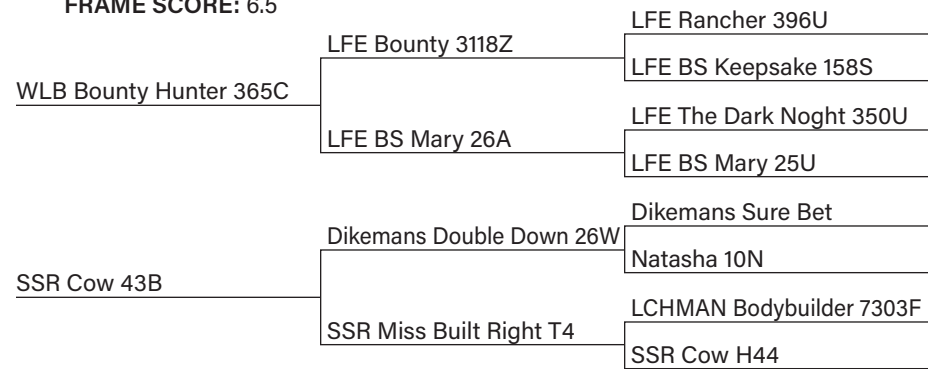 FRAME SCORE: 6.5
LFE Rancher 396U
LFE Bounty 3118Z
LFE BS Keepsake 158S
WLB Bounty Hunter 365C
LFE The Dark Noght 350U
LFE BS Mary 26A
LFE BS Mary 25U
Dikemans Sure Bet
Dikemans Double Down 26W
Natasha 10N
SSR Cow 43B
LCHMAN Bodybuilder 7303F
SSR Miss Built Right T4
SSR Cow H44